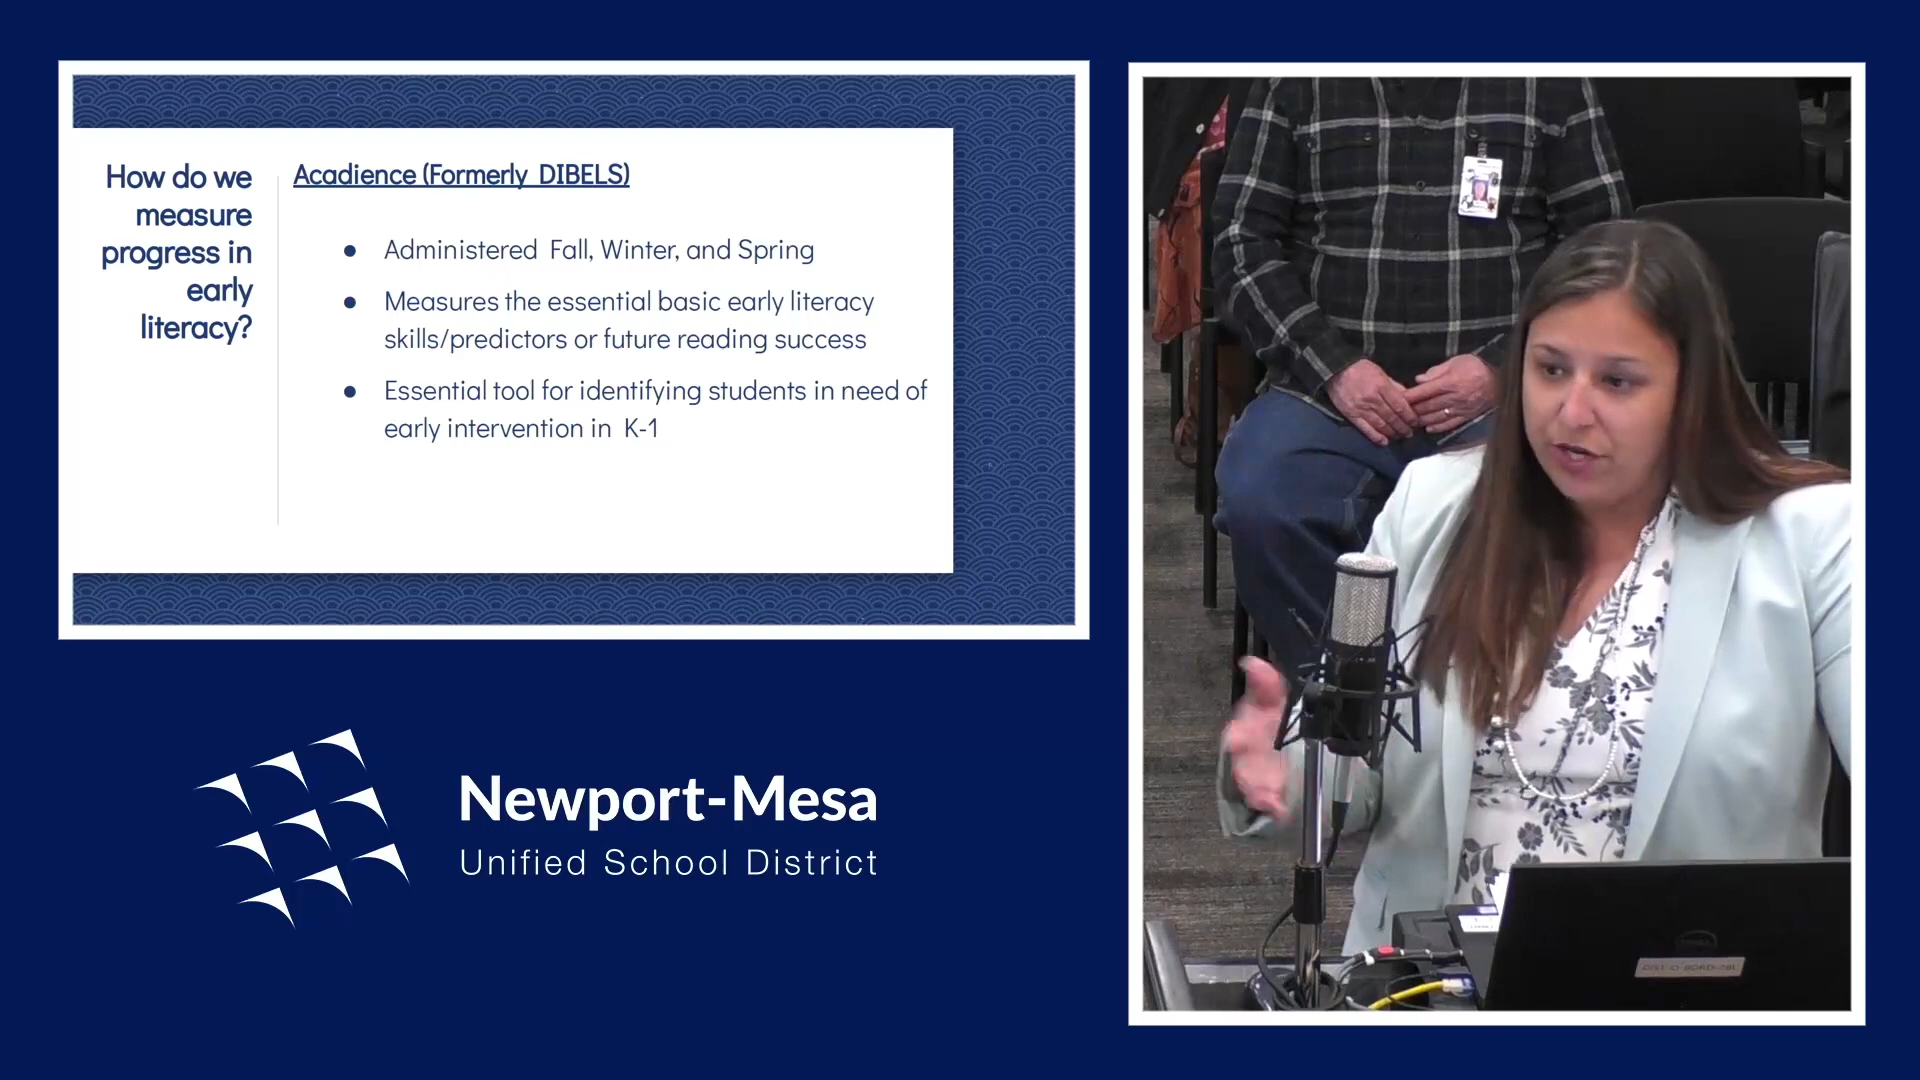 How do we
measure
progress in
early
literacy?
Acadience (Formerly DIBELS)
● Administered Fall, Winter, and Spring
● Measures the essential basic early literacy
skills/predictors or future reading success
● Essential tool for identifying students in need of
early intervention in K-1
Newport-Mesa
Unified School District